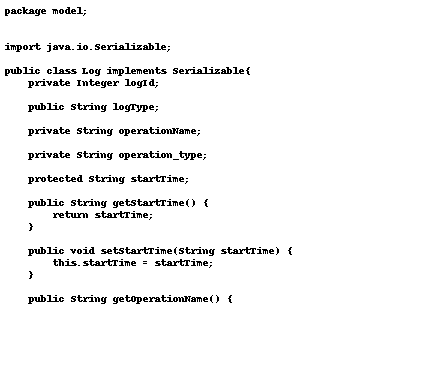 package model;
import java.io.Serializable;
public class Log implements Serializable{
private Integer logId;
public String logType;
private String operationName;
private String operation_type;
protected String startTime;
public String getStartTime() {
return startTime;
}
public void setStartTime(String startTime) {
this.startTime = startTime;
}
public String getOperationName() {